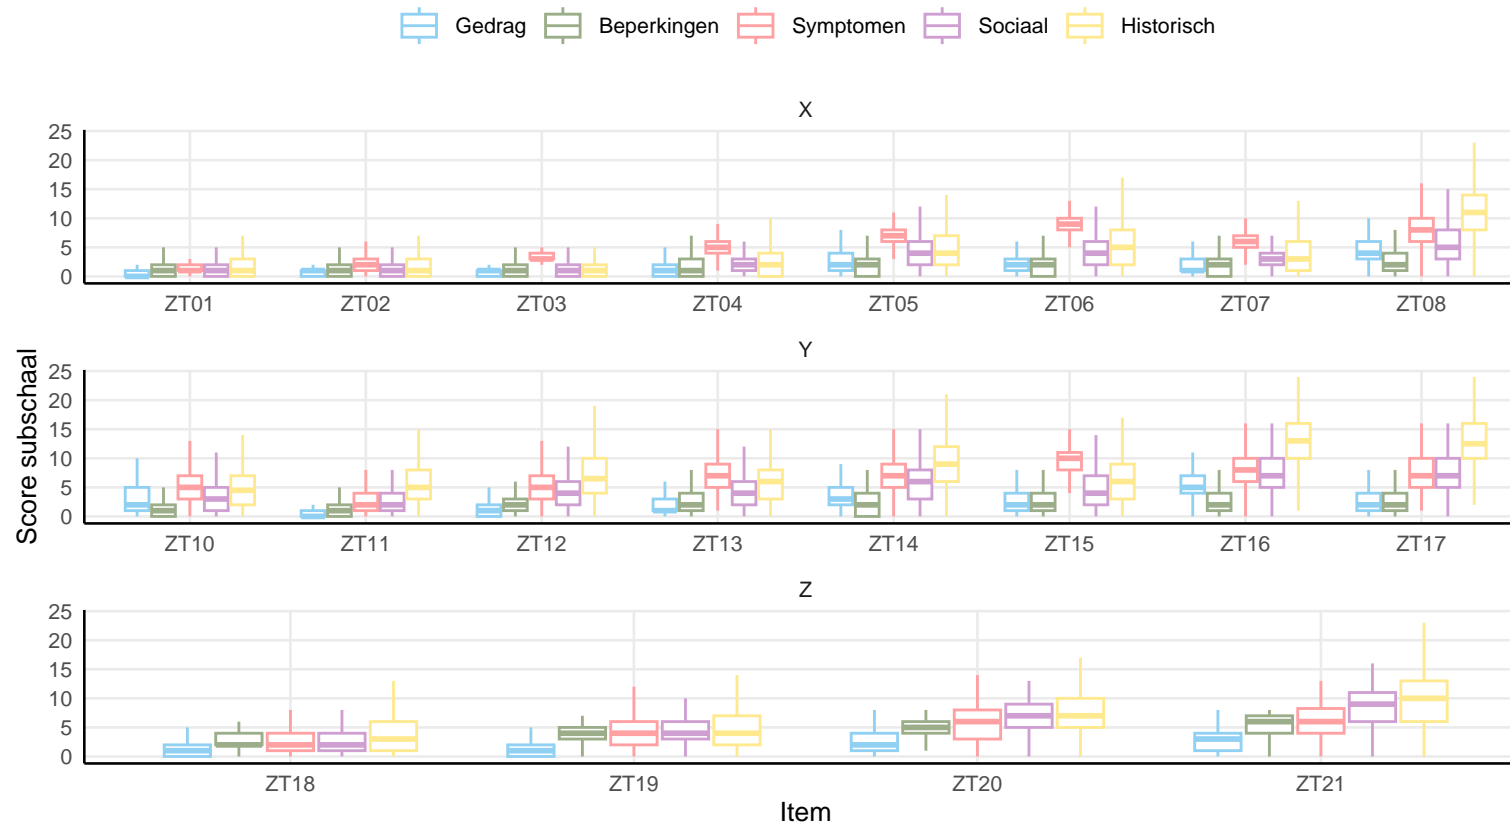 Gedrag Beperkingen Symptomen Sociaal Historisch
X
25
20
15
10
5
0
ZT01 ZT02 ZT03 ZT04 ZT05 ZT06 ZT07 ZT08
Score subschaal
Y
25
20
15
10
5
0
ZT10 ZT11 ZT12 ZT13 ZT14 ZT15 ZT16 ZT17
Z
25
20
15
10
5
0
ZT18 ZT19 ZT20 ZT21
Item